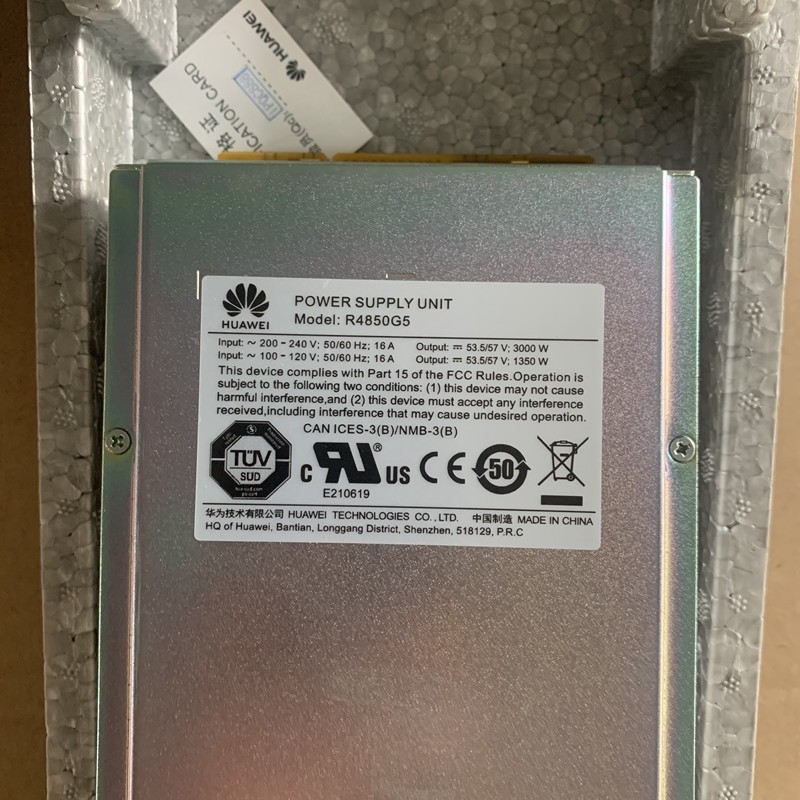 HUAWEI
格证
ICATION CARD
HUAWEI
POWER SUPPLY UNIT
Model: R4850G5
Input: ~ 200 - 240 V; 50/60 Hz; 16 A
Output: ⎓ 53.5/57 V; 3000 W
Input: ~ 100 - 120 V; 50/60 Hz; 16 A
Output: ⎓ 53.5/57 V; 1350 W
This device complies with Part 15 of the FCC Rules.Operation is
subject to the following two conditions: (1) this device may not cause
harmful interference,and (2) this device must accept any interference
received,including interference that may cause undesired operation.
CAN ICES-3(B)/NMB-3(B)
TÜV
SUD
c RU ® US
E210619
CE
50
华为技术有限公司 HUAWEI TECHNOLOGIES CO., LTD. 中国制造 MADE IN CHINA
HQ of Huawei, Bantian, Longgang District, Shenzhen, 518129, P.R.C